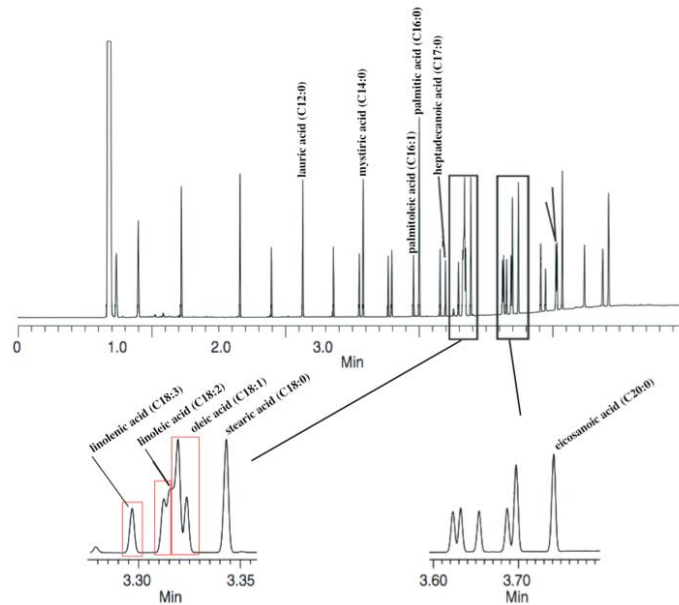 lauric acid (C12:0)
mystiric acid (C14:0)
palmitoleic acid (C16:1)
palmitic acid (C16:0)
heptadecanoic acid (C17:0)
0 1.0 2.0 3.0
Min
linolenic acid (C18:3)
linoleic acid (C18:2)
oleic acid (C18:1)
stearic acid (C18:0)
eicosanoic acid (C20:0)
3.30 3.35
Min
3.60 3.70
Min